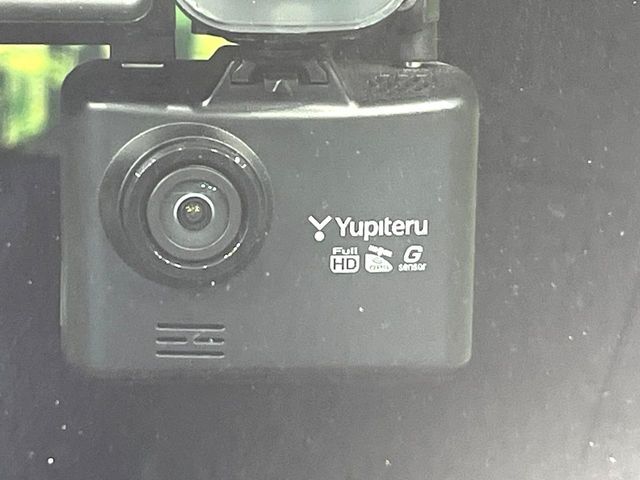 Yupiteru
Full
HD
G
sensor